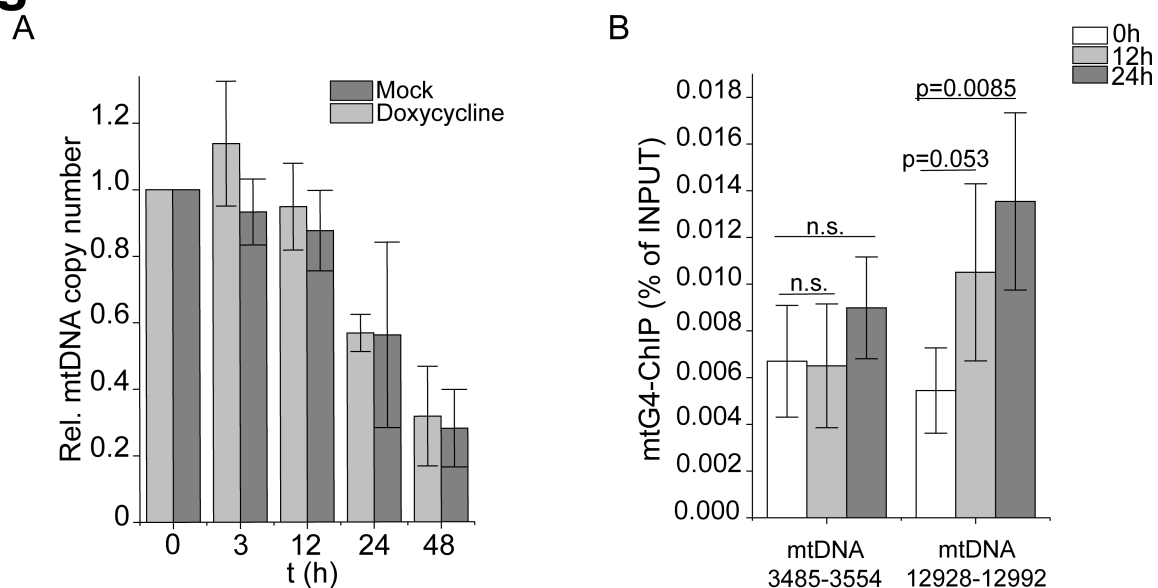 A
Mock
Doxycycline
Rel. mtDNA copy number
1.2
1.0
0.8
0.6
0.4
0.2
0
0 3 12 24 48
t (h)
B
0h
12h
24h
mtG4-ChIP (% of INPUT)
0.018
0.016
0.014
0.012
0.010
0.008
0.006
0.004
0.002
0.000
p=0.0085
p=0.053
n.s.
n.s.
mtDNA
3485-3554
mtDNA
12928-12992